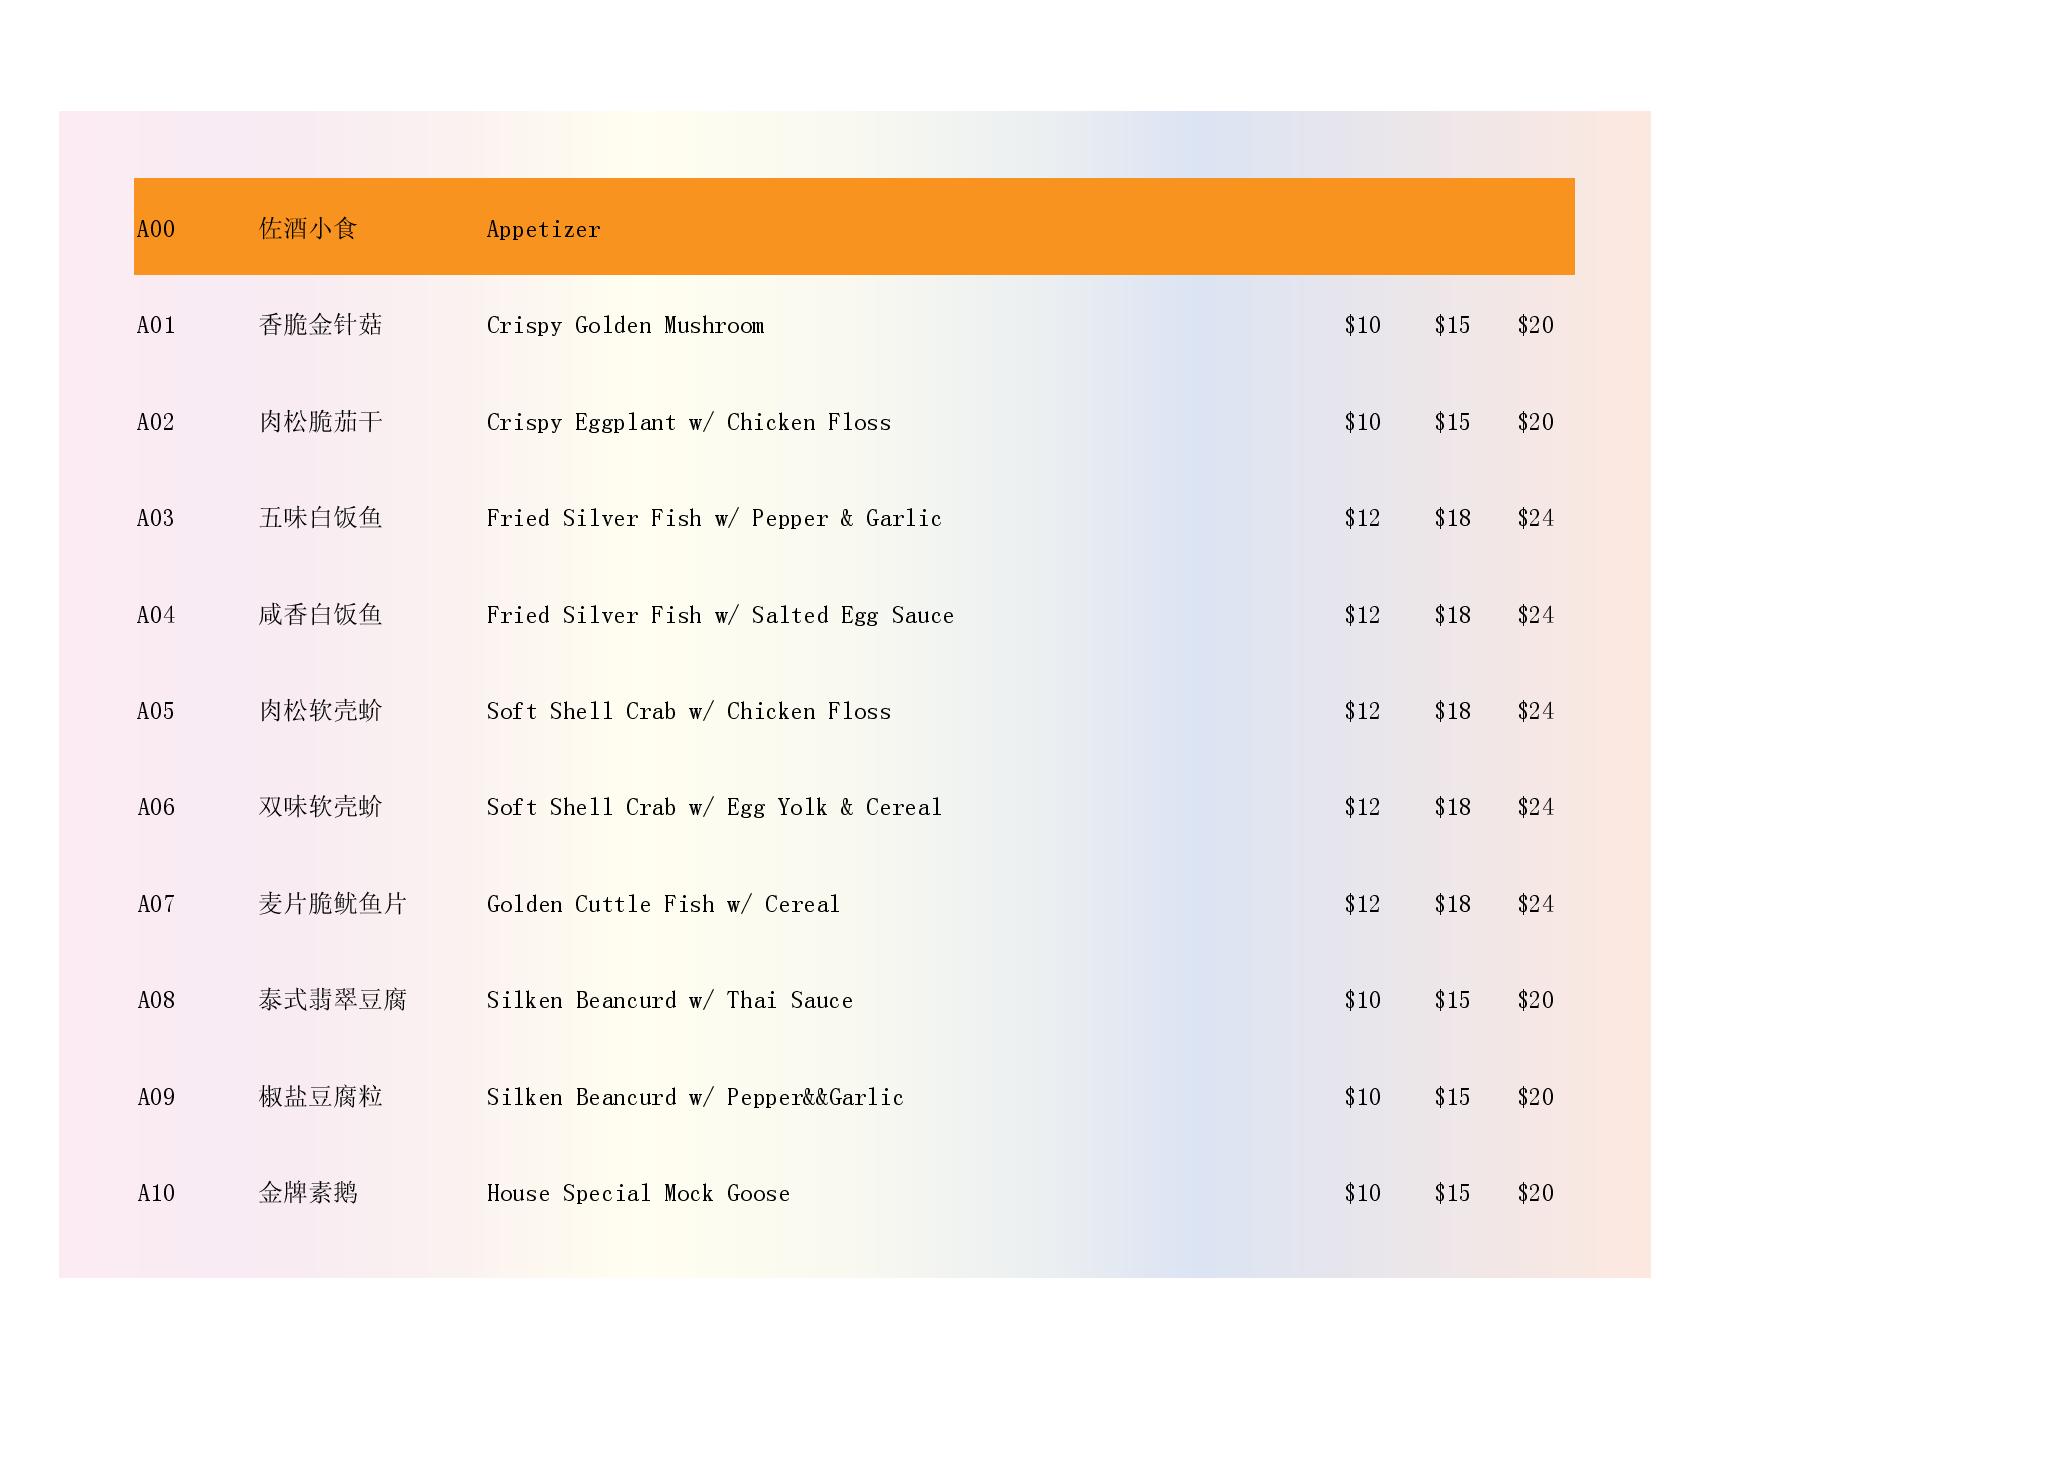 A00 佐酒小食 Appetizer
A01 香脆金针菇 Crispy Golden Mushroom $10 $15 $20
A02 肉松脆茄干 Crispy Eggplant w/ Chicken Floss $10 $15 $20
A03 五味白饭鱼 Fried Silver Fish w/ Pepper & Garlic $12 $18 $24
A04 咸香白饭鱼 Fried Silver Fish w/ Salted Egg Sauce $12 $18 $24
A05 肉松软壳蚧 Soft Shell Crab w/ Chicken Floss $12 $18 $24
A06 双味软壳蚧 Soft Shell Crab w/ Egg Yolk & Cereal $12 $18 $24
A07 麦片脆鱿鱼片 Golden Cuttle Fish w/ Cereal $12 $18 $24
A08 泰式翡翠豆腐 Silken Beancurd w/ Thai Sauce $10 $15 $20
A09 椒盐豆腐粒 Silken Beancurd w/ Pepper&&Garlic $10 $15 $20
A10 金牌素鹅 House Special Mock Goose $10 $15 $20